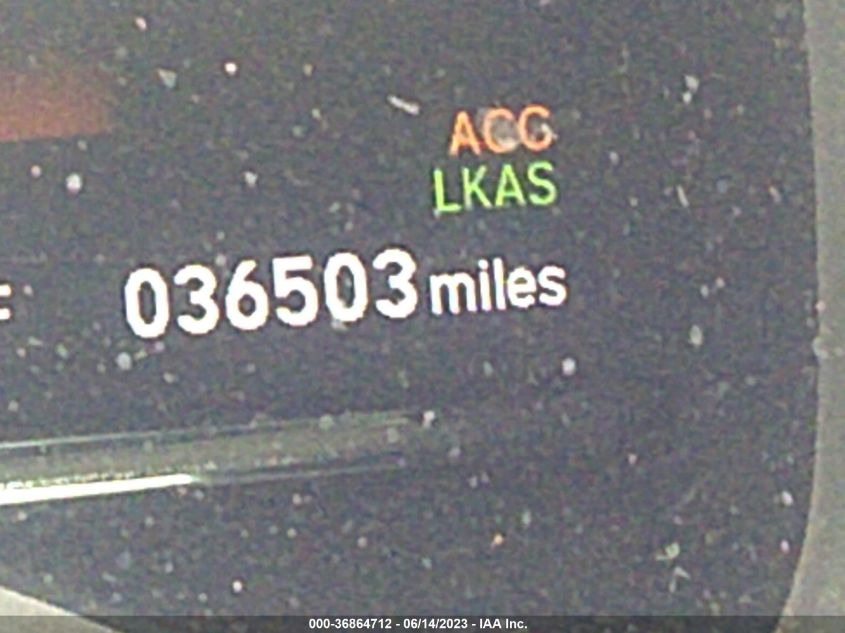 ACC
LKAS
036503 miles
000-36864712 - 06/14/2023 - IAA Inc.